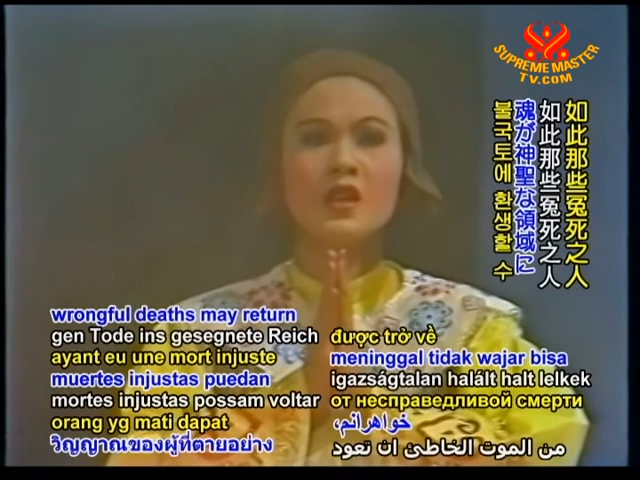 SUPREME MASTER
TV.COM
如此那些冤死之人
如此那些冤死之人
魂が神聖な領域に
불국토에 환생할 수
wrongful deaths may return
gen Tode ins gesegnete Reich
ayant eu une mort injuste
muertes injustas puedan
mortes injustas possam voltar
orang yg mati dapat
วิญญาณของผู้ที่ตายอย่าง
được trở về
meninggal tidak wajar bisa
igazságtalan halált halt lelkek
от несправедливой смерти
خواهرانم،
من الموت الخاطئ ان تعود